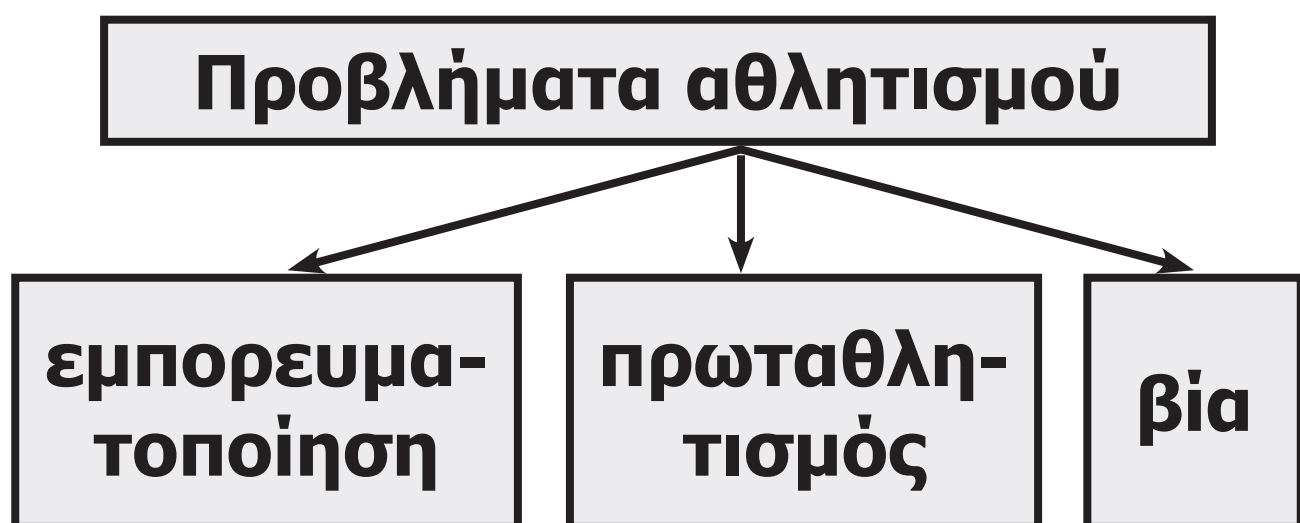 Προβλήματα αθλητισμού
εμπορευμα-
τοποίηση
πρωταθλη-
τισμός
βία